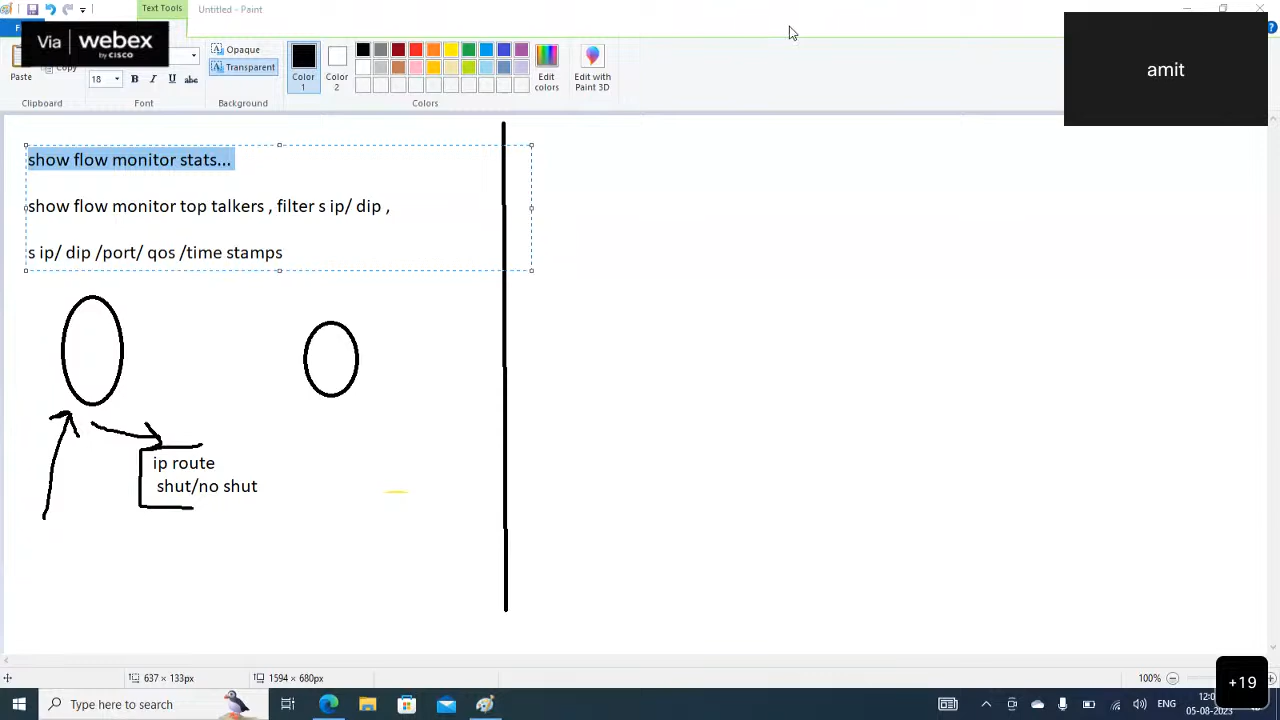 Text Tools
Untitled - Paint
Via webex
by CISCO
Paste
Copy
18
B I U abc
Opaque
Transparent
Color 1
Color 2
Edit colors
Edit with Paint 3D
Clipboard
Font
Background
Colors
amit
show flow monitor stats...
show flow monitor top talkers , filter s ip/ dip ,
s ip/ dip /port/ qos /time stamps
ip route
shut/no shut
637 × 133px
1594 × 680px
100%
+19
Type here to search
ENG
05-08-2023